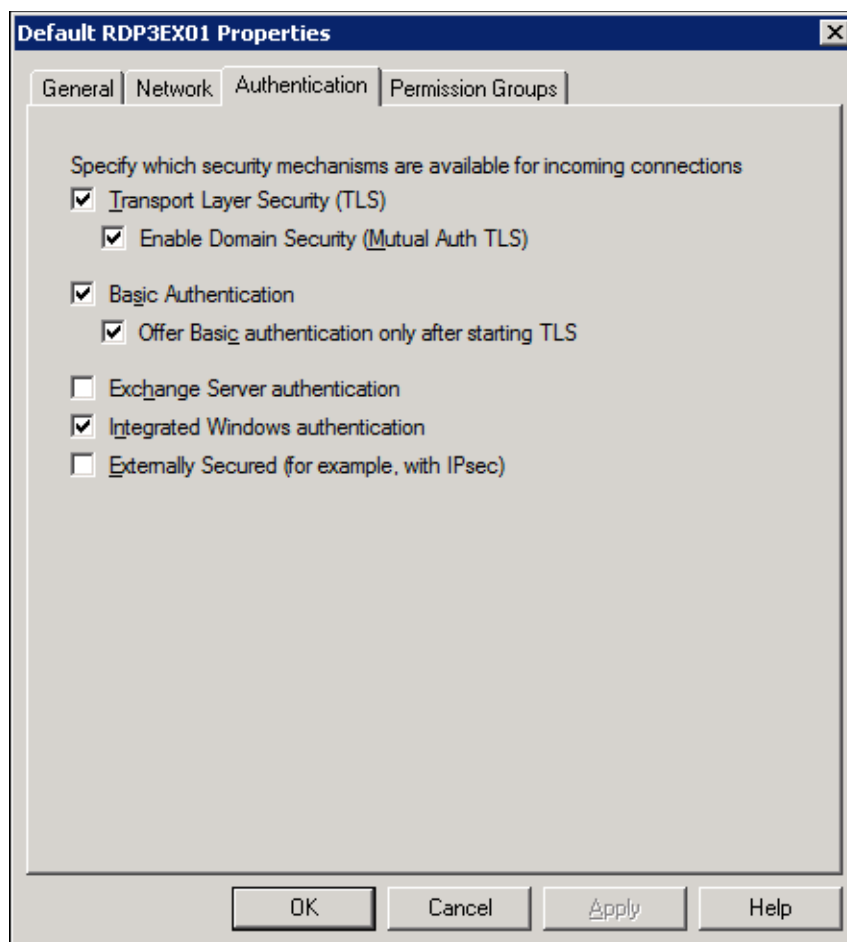 Default RDP3EX01 Properties
General Network Authentication Permission Groups
Specify which security mechanisms are available for incoming connections
Transport Layer Security (TLS)
Enable Domain Security (Mutual Auth TLS)
Basic Authentication
Offer Basic authentication only after starting TLS
Exchange Server authentication
Integrated Windows authentication
Externally Secured (for example, with IPsec)
OK Cancel Apply Help